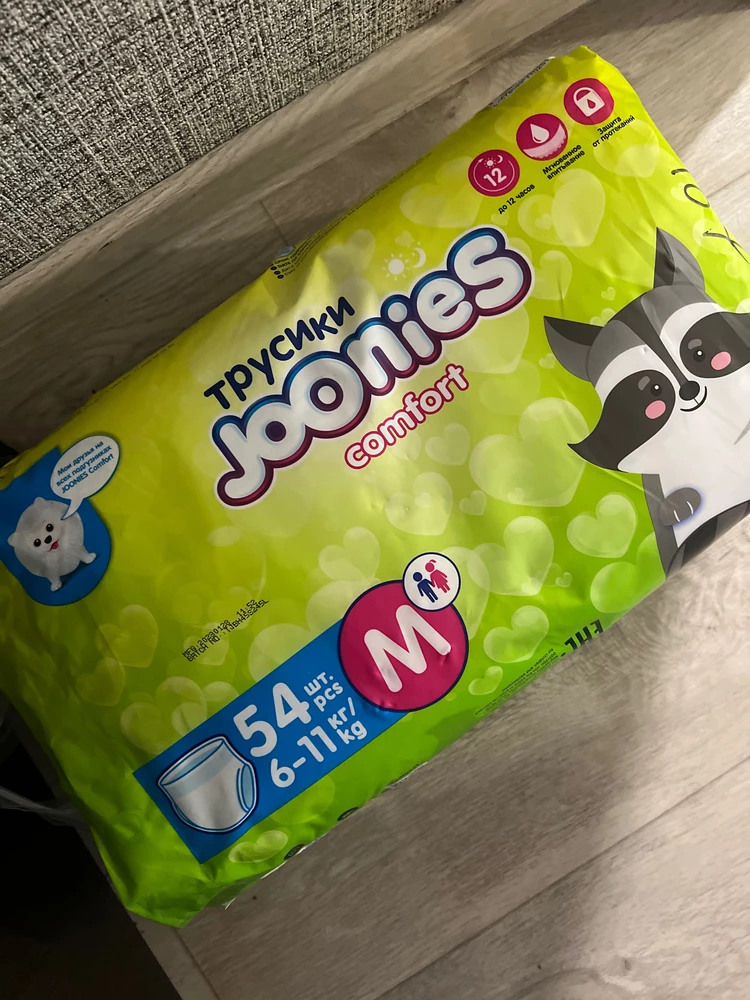 12
до 12 часов
Мгновенное
впитывание
Защита
от протеканий
трусики
JOONIES
comfort
Мои друзья на
всех подгузниках
JOONIES Comfort
M
54 шт.
pcs
6-11 кг/
kg